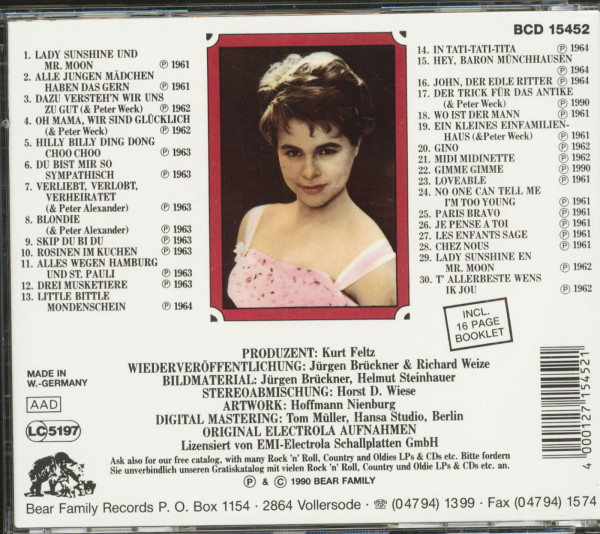 BCD 15452
1. LADY SUNSHINE UND
MR. MOON ℗ 1961
2. ALLE JUNGEN MÄDCHEN
HABEN DAS GERN ℗ 1961
3. DAZU VERSTEH'N WIR UNS
ZU GUT (& Peter Weck) ℗ 1962
4. OH MAMA, WIR SIND GLÜCKLICH
(& Peter Weck) ℗ 1962
5. HILLY BILLY DING DONG
CHOO CHOO ℗ 1963
6. DU BIST MIR SO
SYMPATHISCH ℗ 1963
7. VERLIEBT, VERLOBT,
VERHEIRATET
(& Peter Alexander) ℗ 1963
8. BLONDIE
(& Peter Alexander) ℗ 1963
9. SKIP DU BI DU ℗ 1963
10. ROSINEN IM KUCHEN ℗ 1963
11. ALLES WEGEN HAMBURG
UND ST. PAULI ℗ 1963
12. DREI MUSKETIERE ℗ 1963
13. LITTLE BITTLE
MONDENSCHEIN ℗ 1964
14. IN TATI-TATI-TITA ℗ 1964
15. HEY, BARON MÜNCHHAUSEN
℗ 1964
16. JOHN, DER EDLE RITTER ℗ 1964
17. DER TRICK FÜR DAS ANTIKE
(& Peter Weck) ℗ 1990
18. WO IST DER MANN ℗ 1961
19. EIN KLEINES EINFAMILIEN-
HAUS (&Peter Weck) ℗ 1961
20. GINO ℗ 1962
21. MIDI MIDINETTE ℗ 1962
22. GIMME GIMME ℗ 1990
23. LOVEABLE ℗ 1961
24. NO ONE CAN TELL ME
I'M TOO YOUNG ℗ 1961
25. PARIS BRAVO ℗ 1961
26. JE PENSE A TOI ℗ 1961
27. LES ENFANTS SAGE ℗ 1961
28. CHEZ NOUS ℗ 1961
29. LADY SUNSHINE EN
MR. MOON ℗ 1962
30. T' ALLERBESTE WENS
IK JOU ℗ 1962
INCL.
16 PAGE
BOOKLET
PRODUZENT: Kurt Feltz
WIEDERVERÖFFENTLICHUNG: Jürgen Brückner & Richard Weize
BILDMATERIAL: Jürgen Brückner, Helmut Steinhauer
STEREOABMISCHUNG: Horst D. Wiese
ARTWORK: Hoffmann Nienburg
DIGITAL MASTERING: Tom Müller, Hansa Studio, Berlin
ORIGINAL ELECTROLA AUFNAHMEN
Lizensiert von EMI-Electrola Schallplatten GmbH
Ask also for our free catalog, with many Rock 'n' Roll, Country and Oldies LPs & CDs etc. Bitte fordern
Sie unverbindlich unseren Gratiskatalog mit vielen Rock 'n' Roll, Country und Oldie LPs & CDs etc. an.
℗ & © 1990 BEAR FAMILY
MADE IN
W.-GERMANY
AAD
LC 5197
4 000127 154521
Bear Family Records P. O. Box 1154 · 2864 Vollersode · ☏ (0 47 94) 13 99 · Fax (0 47 94) 15 74